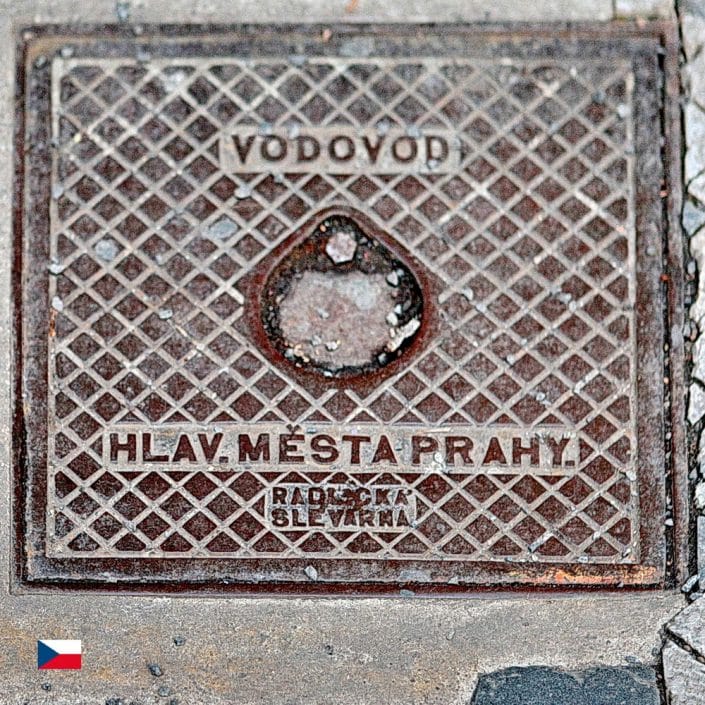 VODOVOD
HLAV. MĚSTA PRAHY.
RADLICKÁ
SLEVÁRNA